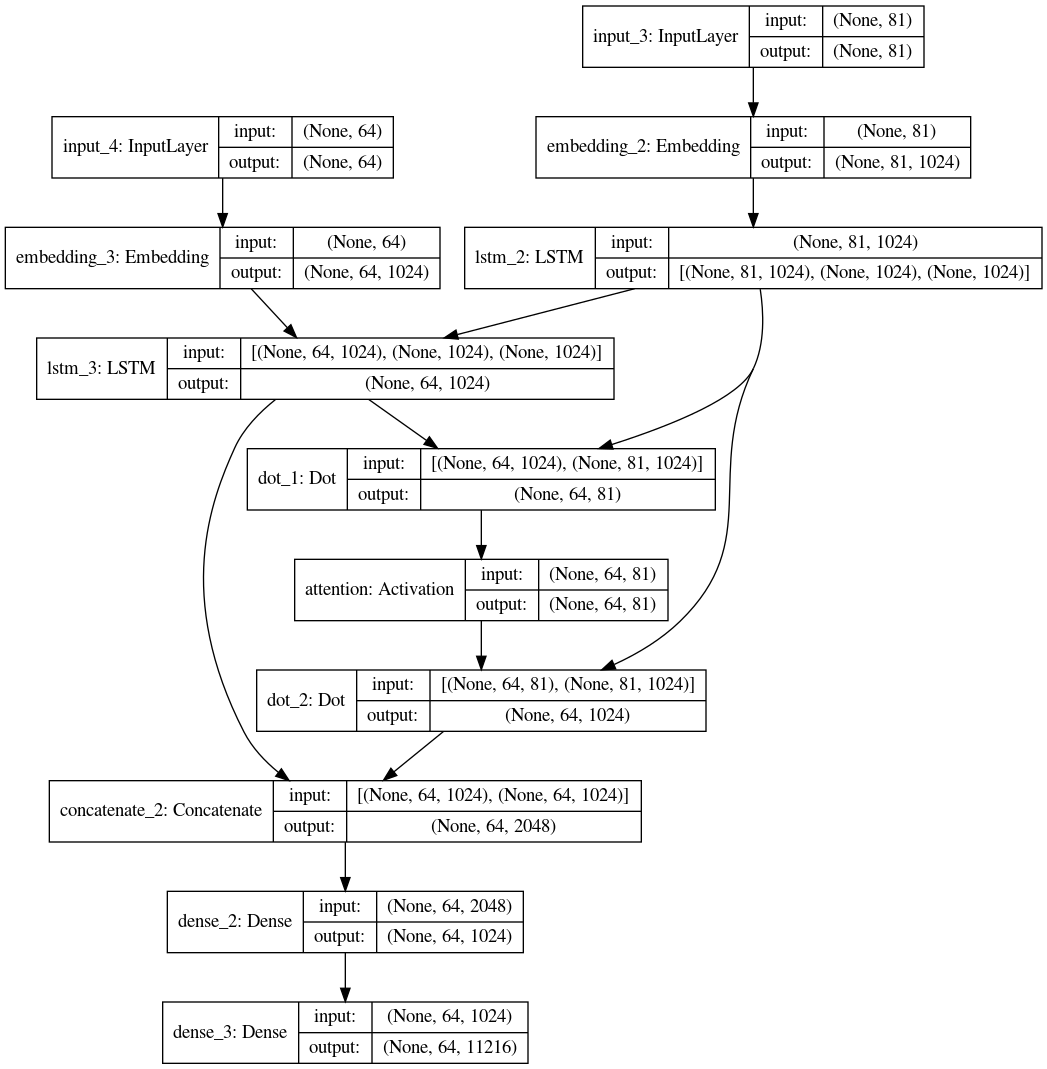 input_3: InputLayer
input: (None, 81)
output: (None, 81)
input_4: InputLayer
input: (None, 64)
output: (None, 64)
embedding_2: Embedding
input: (None, 81)
output: (None, 81, 1024)
embedding_3: Embedding
input: (None, 64)
output: (None, 64, 1024)
lstm_2: LSTM
input: (None, 81, 1024)
output: [(None, 81, 1024), (None, 1024), (None, 1024)]
lstm_3: LSTM
input: [(None, 64, 1024), (None, 1024), (None, 1024)]
output: (None, 64, 1024)
dot_1: Dot
input: [(None, 64, 1024), (None, 81, 1024)]
output: (None, 64, 81)
attention: Activation
input: (None, 64, 81)
output: (None, 64, 81)
dot_2: Dot
input: [(None, 64, 81), (None, 81, 1024)]
output: (None, 64, 1024)
concatenate_2: Concatenate
input: [(None, 64, 1024), (None, 64, 1024)]
output: (None, 64, 2048)
dense_2: Dense
input: (None, 64, 2048)
output: (None, 64, 1024)
dense_3: Dense
input: (None, 64, 1024)
output: (None, 64, 11216)